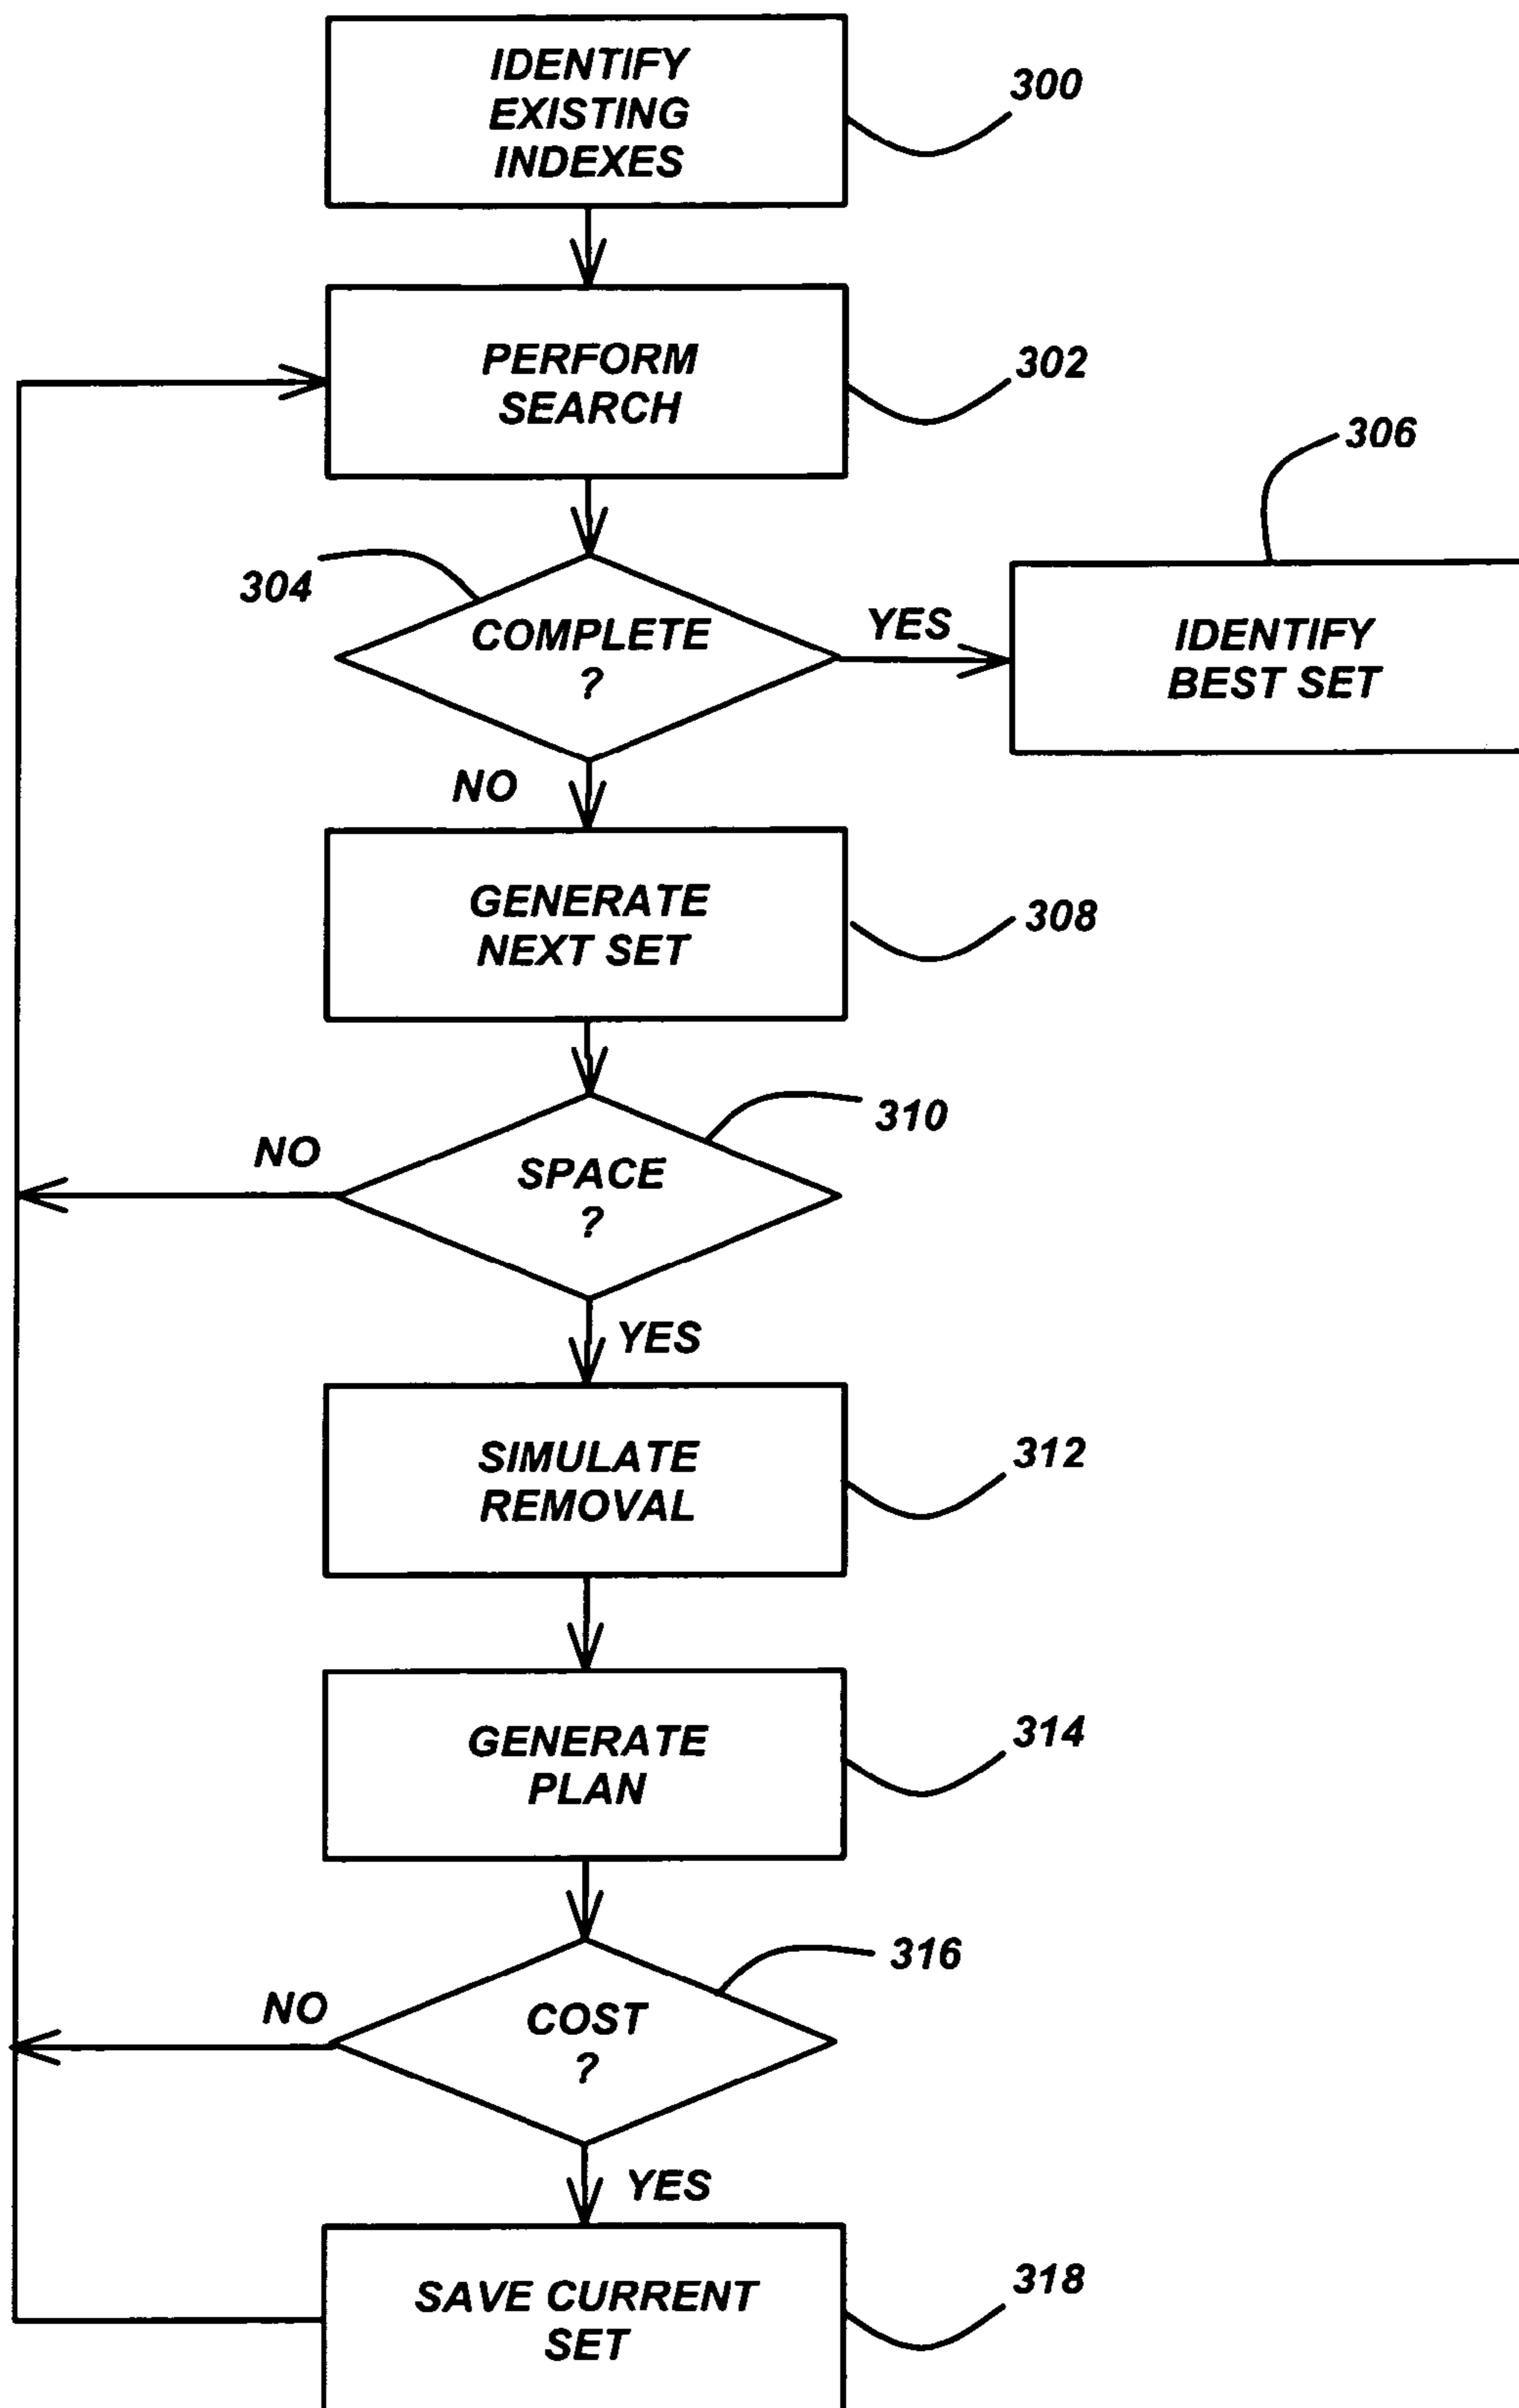 IDENTIFY
EXISTING
INDEXES
300
PERFORM
SEARCH
302
306
304
COMPLETE
?
YES
IDENTIFY
BEST SET
NO
GENERATE
NEXT SET
308
310
NO
SPACE
?
YES
SIMULATE
REMOVAL
312
GENERATE
PLAN
314
316
NO
COST
?
YES
SAVE CURRENT
SET
318